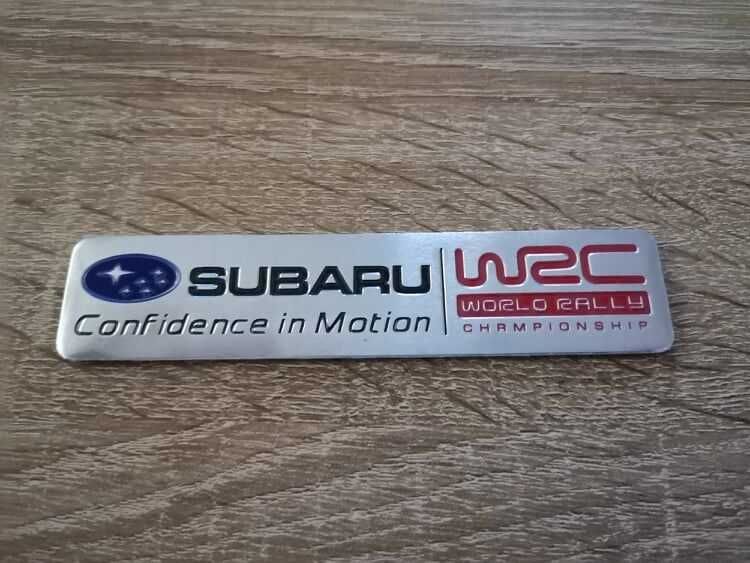 SUBARU
Confidence in Motion
WRC
WORLD RALLY
CHAMPIONSHIP